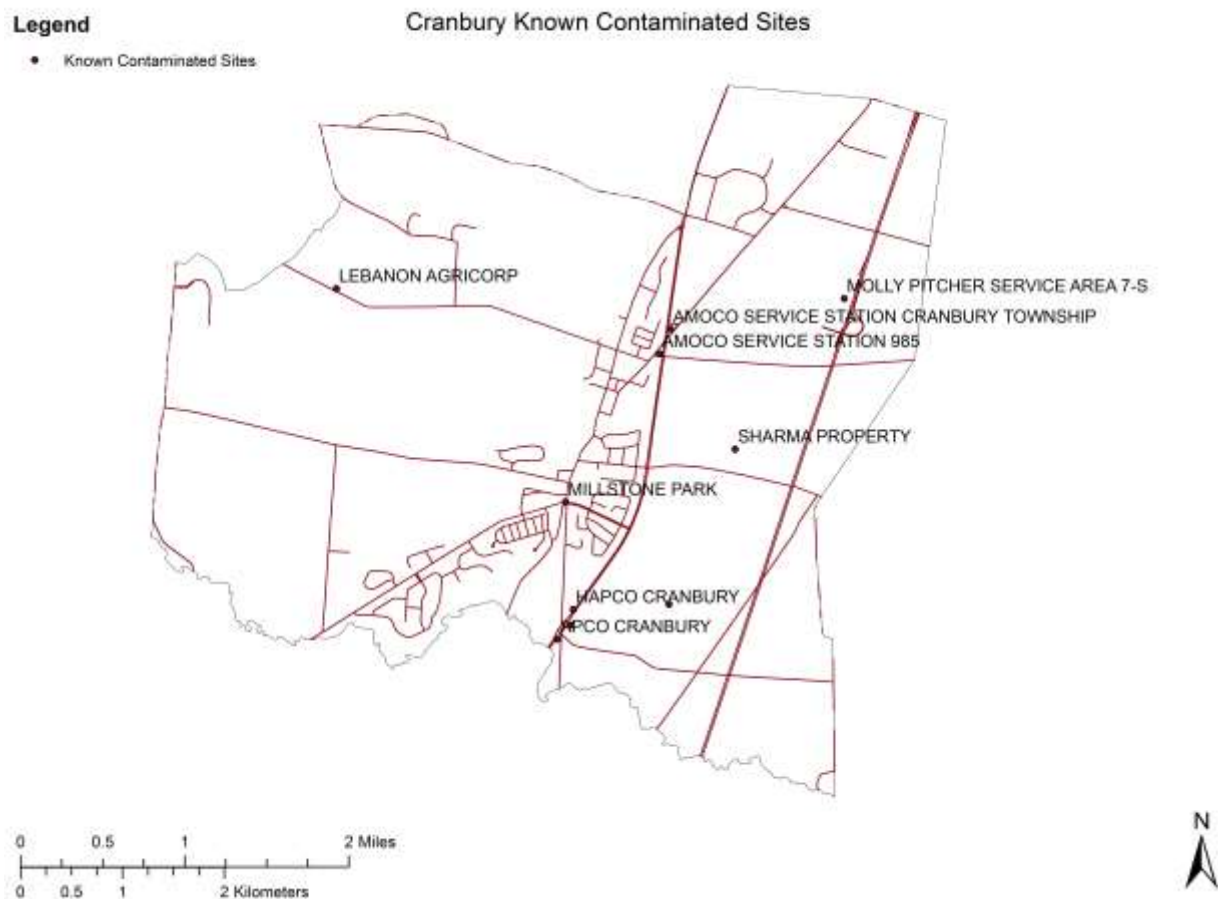 Legend
Cranbury Known Contaminated Sites
Known Contaminated Sites
LEBANON AGRICORP
MOLLY PITCHER SERVICE AREA 7-S
AMOCO SERVICE STATION CRANBURY TOWNSHIP
AMOCO SERVICE STATION 985
SHARMA PROPERTY
MILLSTONE PARK
HAPCO CRANBURY
PCO CRANBURY
0 0.5 1 2 Miles
0 0.5 1 2 Kilometers
N